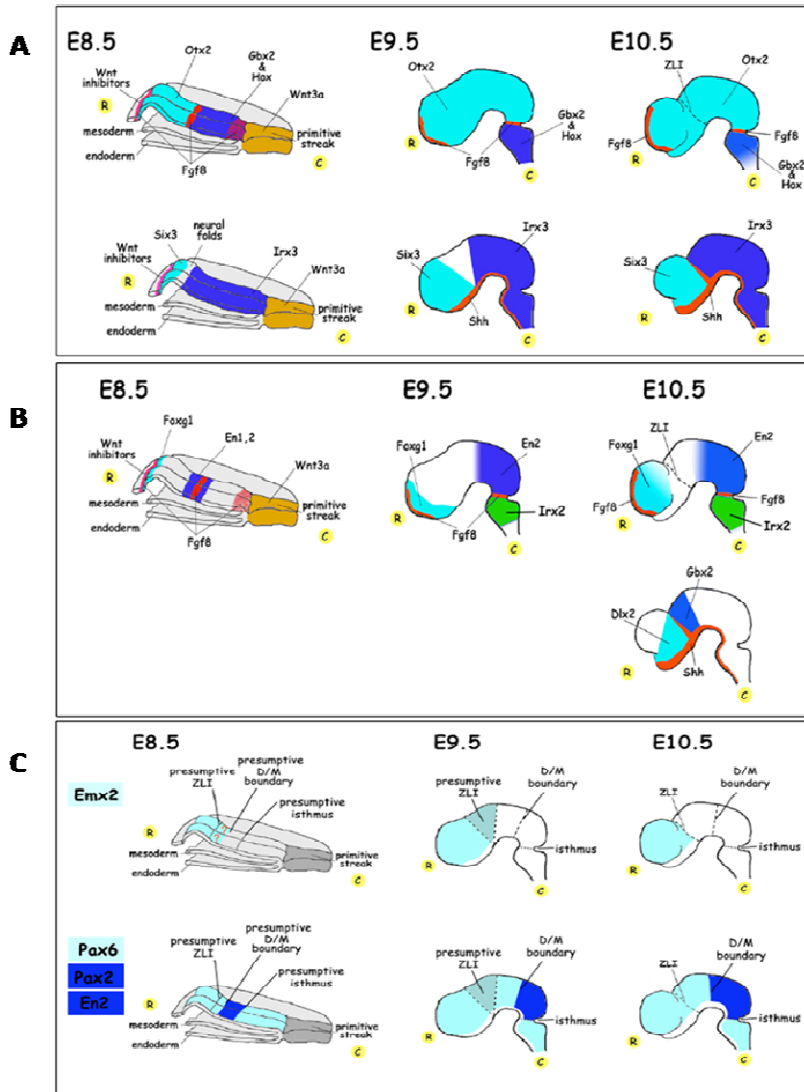 A
E8.5
E9.5
E10.5
Otx2
Gbx2
&
Hox
Wnt
inhibitors
R
Wnt3a
mesoderm
endoderm
primitive
streak
Fgf8
C
Otx2
Gbx2
&
Hox
R
Fgf8
C
ZLI
Otx2
Fgf8
R
Fgf8
Gbx2
& Hox
C
Six3
neural
folds
Irx3
Wnt
inhibitors
R
Wnt3a
mesoderm
endoderm
primitive
streak
C
Irx3
Six3
R
Shh
C
Irx3
Six3
R
Shh
C
B
E8.5
E9.5
E10.5
Foxg1
En1,2
Wnt
inhibitors
R
Wnt3a
mesoderm
endoderm
primitive
streak
Fgf8
C
Foxg1
En2
Irx2
R
Fgf8
C
ZLI
Foxg1
En2
Fgf8
Fgf8
R
Irx2
C
Gbx2
Dlx2
R
Shh
C
C
E8.5
E9.5
E10.5
Emx2
presumptive
ZLI
presumptive
D/M
boundary
presumptive
isthmus
R
?
?
mesoderm
endoderm
primitive
streak
C
presumptive
ZLI
D/M
boundary
isthmus
R
C
ZLI
D/M
boundary
isthmus
R
C
Pax6
Pax2
En2
presumptive
ZLI
presumptive
D/M
boundary
presumptive
isthmus
R
mesoderm
endoderm
primitive
streak
C
presumptive
ZLI
D/M
boundary
isthmus
R
C
ZLI
D/M
boundary
isthmus
R
C